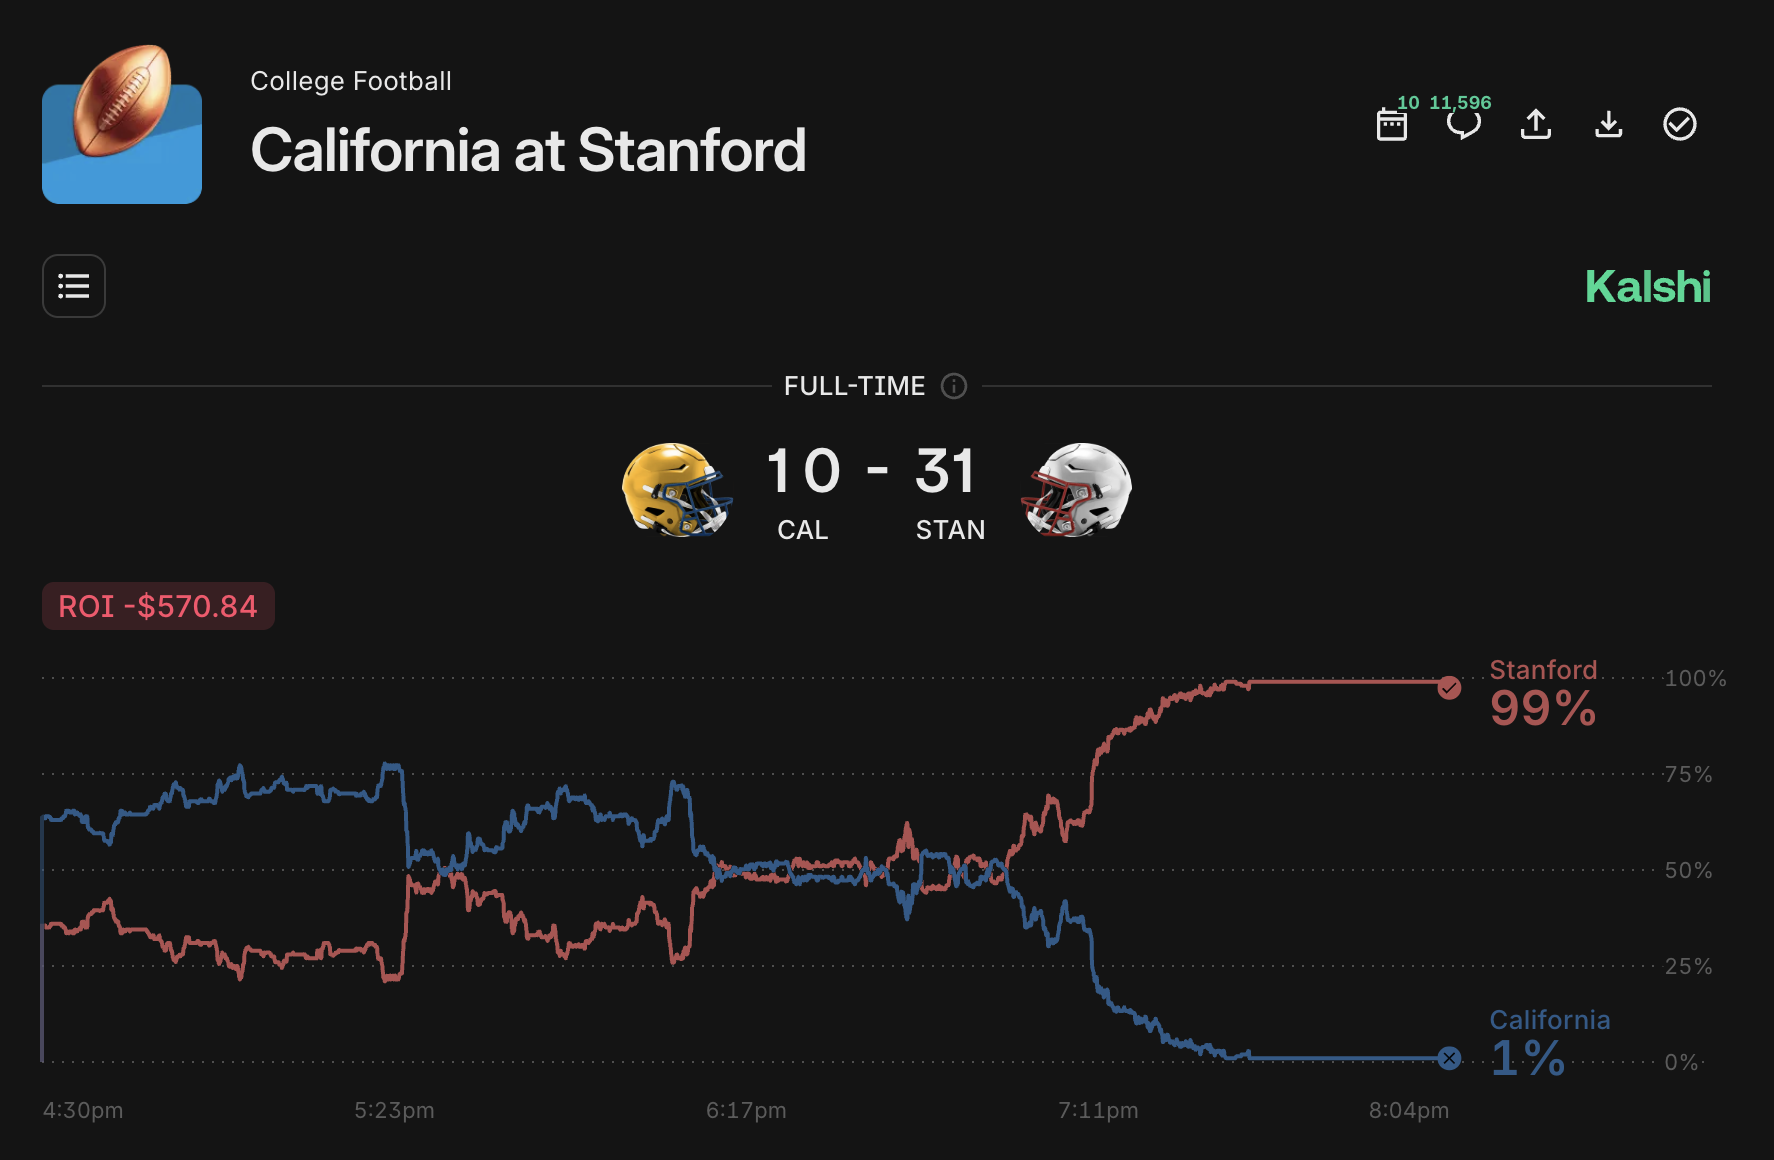 College Football
California at Stanford
10 11,596
Kalshi
FULL-TIME
10 - 31
CAL STAN
ROI -$570.84
Stanford
99%
100%
75%
50%
25%
California
1%
0%
4:30pm 5:23pm 6:17pm 7:11pm 8:04pm